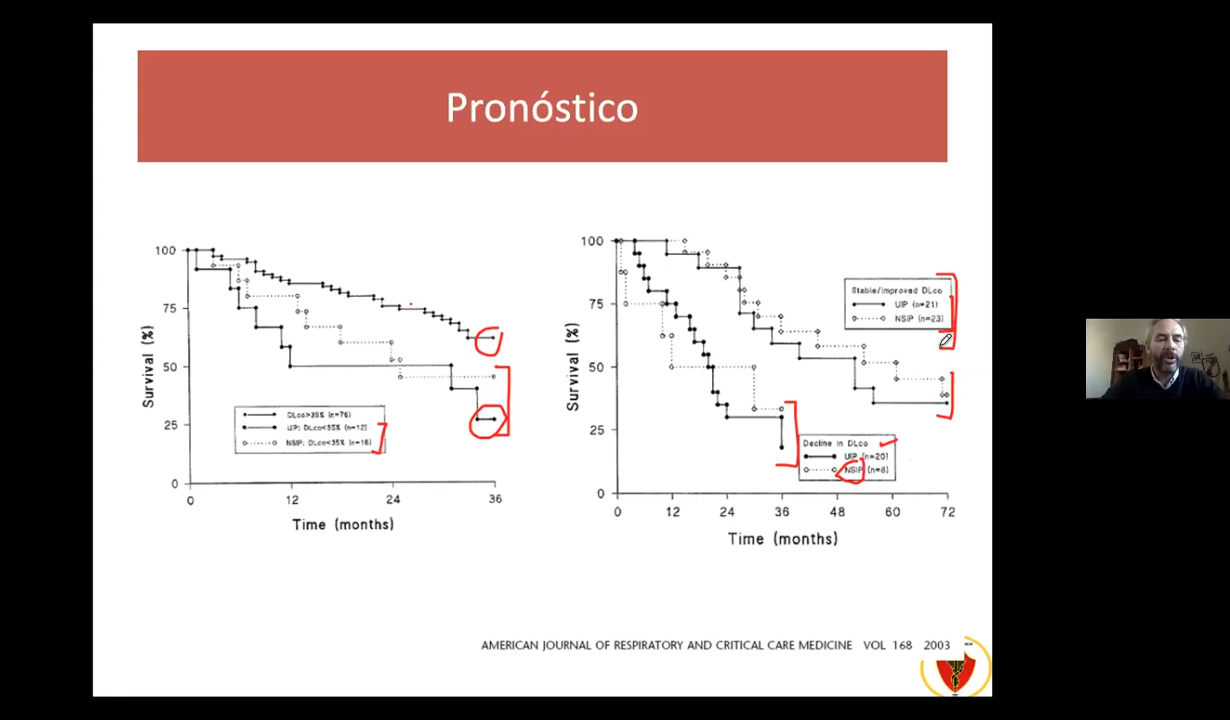 Pronóstico
100
75
50
25
0
Survival (%)
DLco>35% (n=76)
UIP: DLco<35% (n=12)
NSIP: DLco<35% (n=16)
0 12 24 36
Time (months)
100
75
50
25
0
Survival (%)
Stable/Improved DLco
UIP (n=21)
NSIP (n=23)
Decline in DLco
UIP (n=20)
NSIP (n=8)
0 12 24 36 48 60 72
Time (months)
AMERICAN JOURNAL OF RESPIRATORY AND CRITICAL CARE MEDICINE VOL 168 2003